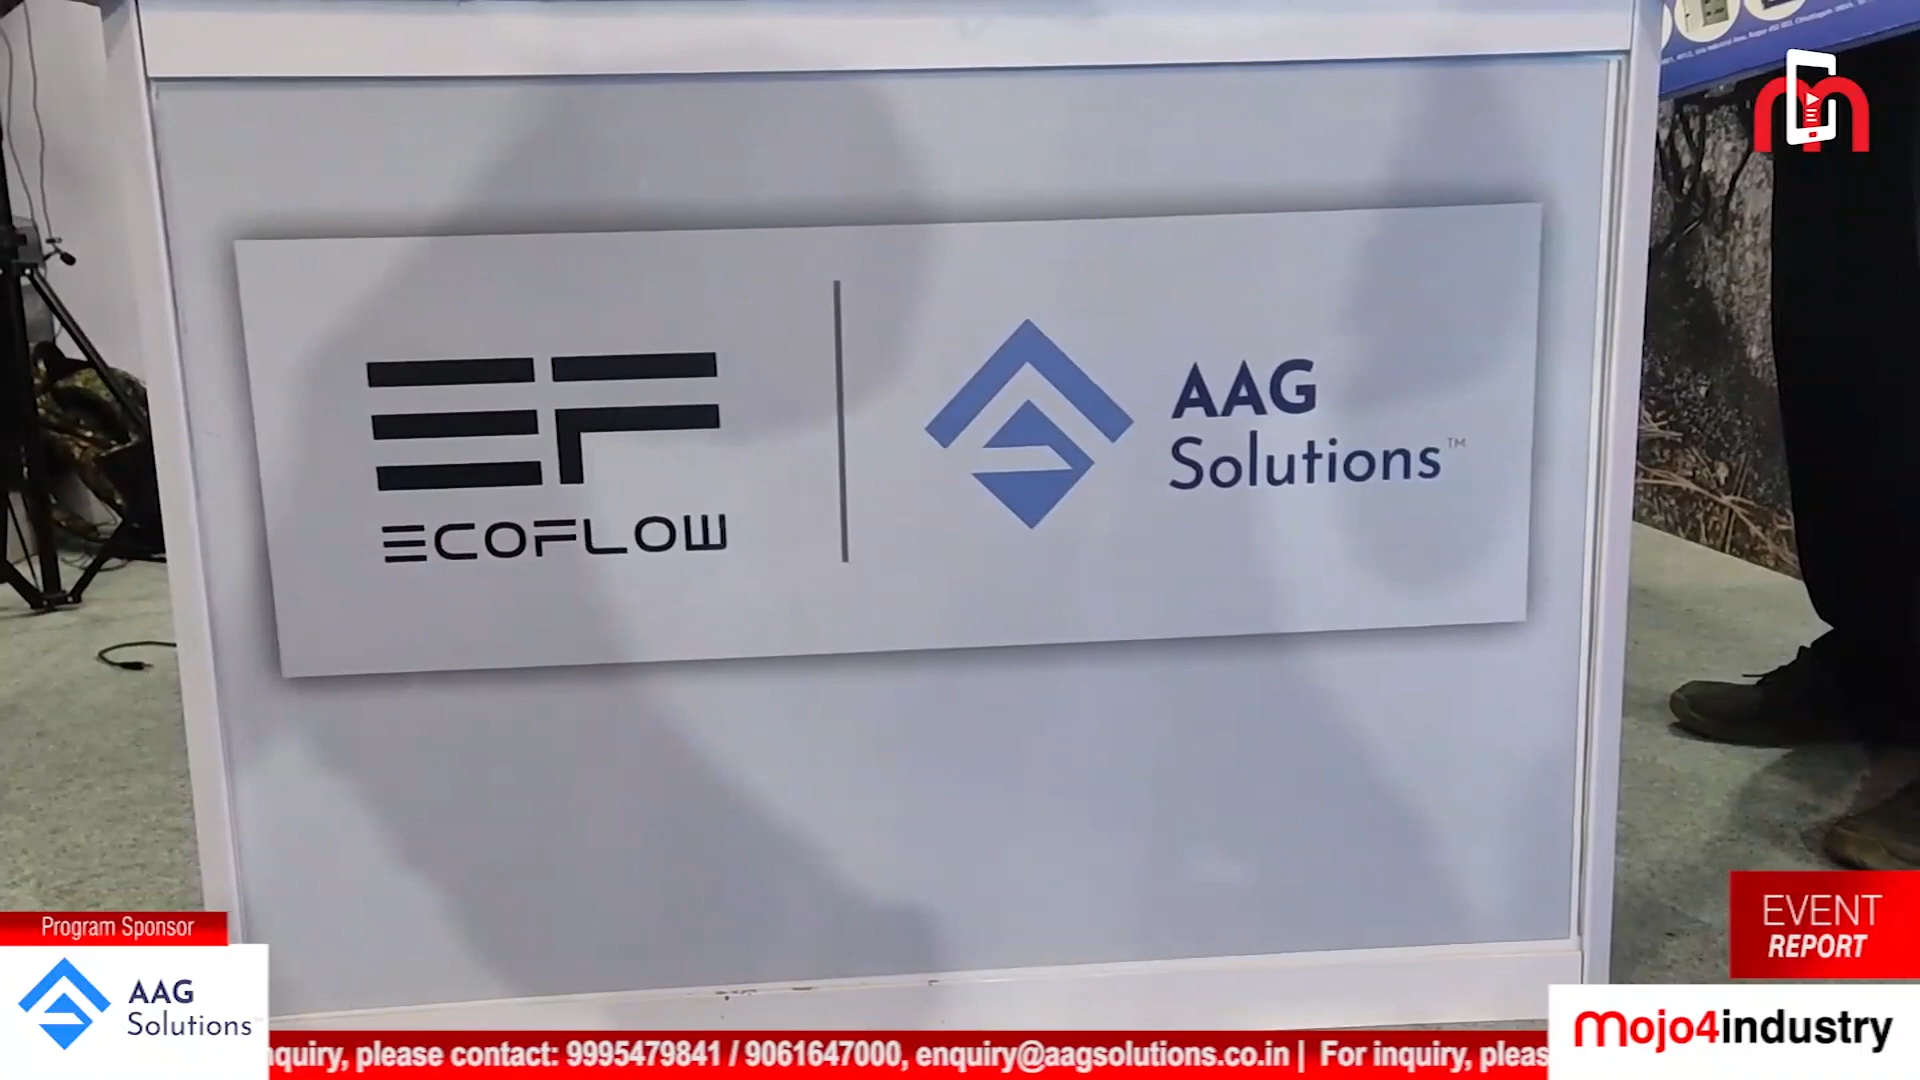 EF
ECOFLOW
AAG
Solutions™
Program Sponsor
AAG
Solutions
EVENT
REPORT
nquiry, please contact: 9995479841 / 9061647000, enquiry@aagsolutions.co.in | For inquiry, pleas
mojo4industry